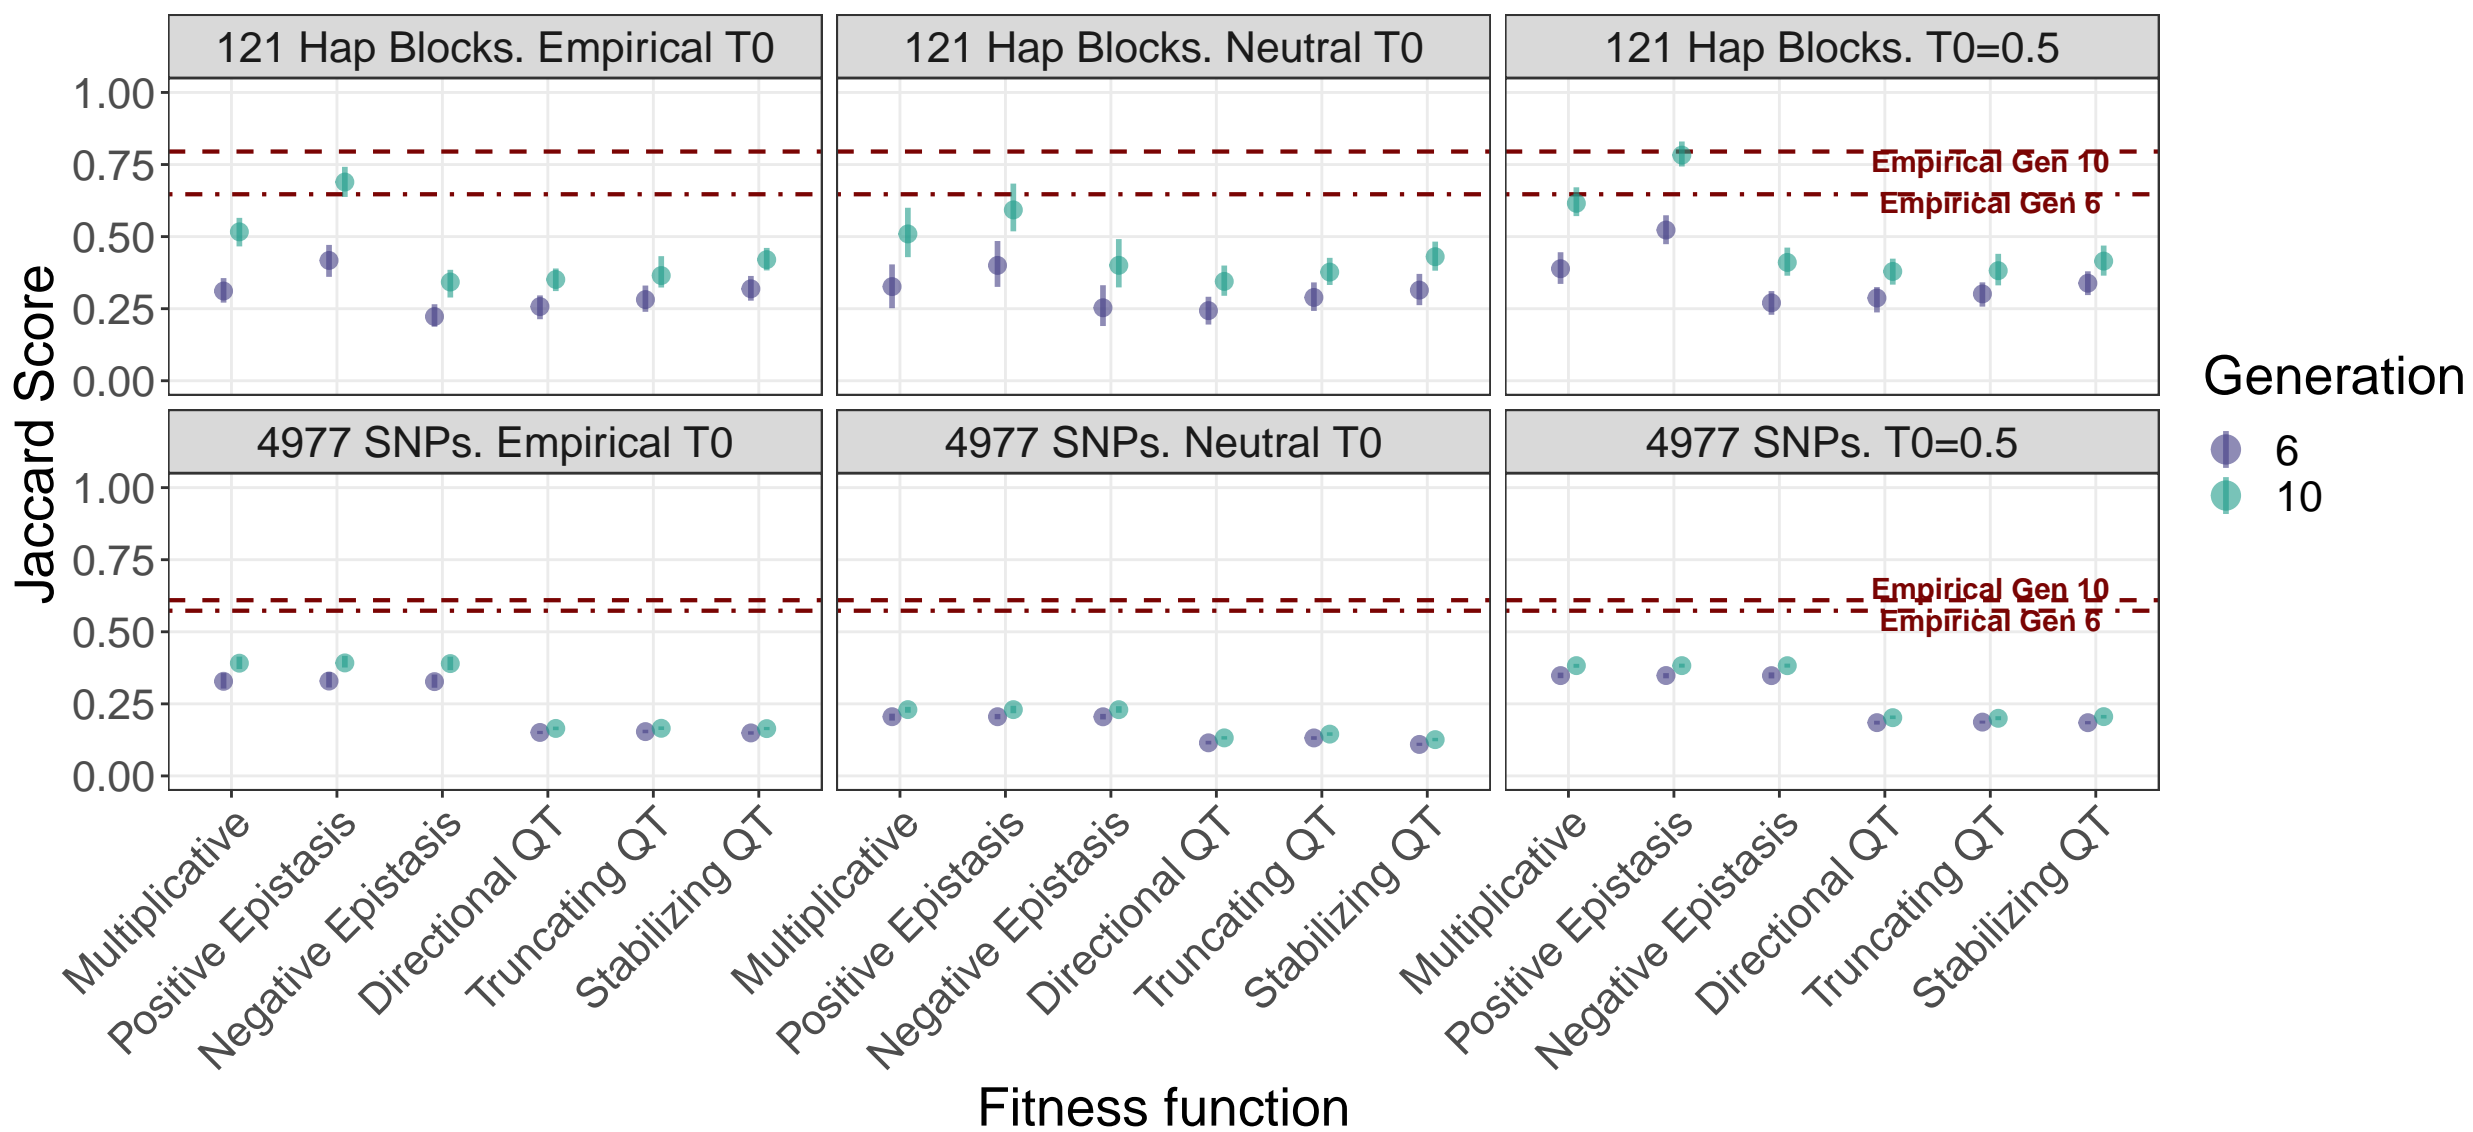 121 Hap Blocks. Empirical T0
121 Hap Blocks. Neutral T0
121 Hap Blocks. T0=0.5
1.00
0.75
0.50
0.25
0.00
Empirical Gen 10
Empirical Gen 6
4977 SNPs. Empirical T0
4977 SNPs. Neutral T0
4977 SNPs. T0=0.5
1.00
0.75
0.50
0.25
0.00
Empirical Gen 10
Empirical Gen 6
Jaccard Score
Multiplicative
Positive Epistasis
Negative Epistasis
Directional QT
Truncating QT
Stabilizing QT
Multiplicative
Positive Epistasis
Negative Epistasis
Directional QT
Truncating QT
Stabilizing QT
Multiplicative
Positive Epistasis
Negative Epistasis
Directional QT
Truncating QT
Stabilizing QT
Fitness function
Generation
6
10